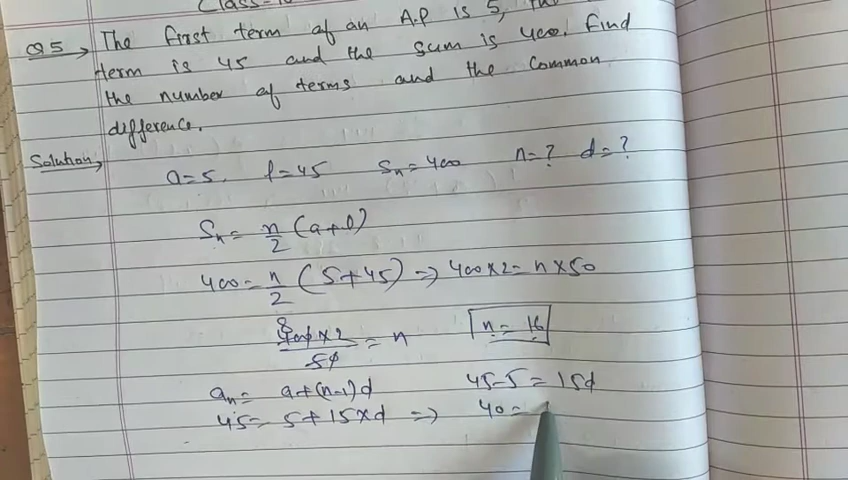 Class-10
Q5 → The first term of an A.P is 5, the
term is 45 and the sum is 400. Find
the number of terms and the common
difference.
Solution→
a=5. l=45 Sn=400 n=? d=?
Sn= n/2 (a+l)
400= n/2 (5+45) ⇒ 400×2= n×50
400×2/50 = n n= 16
8
an= a+(n-1)d 45-5=15d
45= 5+15×d ⇒ 40=